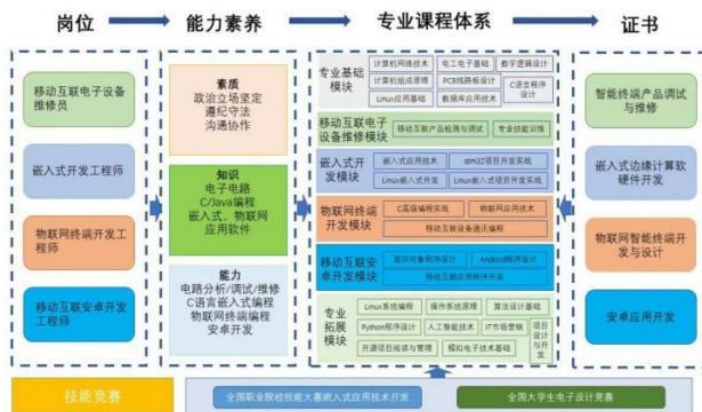 岗位
能力素养
专业课程体系
证书
移动互联电子设备
维修员
嵌入式开发工程师
物联网终端开发工
程师
移动互联安卓开发
工程师
素质
政治立场坚定
遵纪守法
沟通协作
知识
电子电路
C/Java编程
嵌入式、物联网
应用软件
能力
电路分析/调试/维修
C语言嵌入式编程
物联网终端编程
安卓开发
专业基础
模块
计算机网络技术
电工电子基础
数字逻辑设计
计算机组成原理
PCB线路板设计
C语言程序
设计
Linux应用基础
数据库应用技术
移动互联电子
设备维修模块
移动互联产品检测与调试
专业技能训练
嵌入式开
发模块
嵌入式应用技术
stm32项目开发实战
Linux嵌入式开发
Linux嵌入式项目开发实战
物联网终端
开发模块
C高级编程实战
物联网应用技术
移动互联设备通讯编程
移动互联安
卓开发模块
面向对象程序设计
Android程序设计
移动互联应用程序开发
专业
拓展
模块
Linux系统编程
操作系统原理
算法设计基础
Python程序设计
人工智能技术
IT市场营销
项目
设计
与开
发
开源项目阅读与管理
模拟电子技术基础
智能终端产品调试
与维修
嵌入式边缘计算软
硬件开发
物联网智能终端开
发与设计
安卓应用开发
技能竞赛
全国职业院校技能大赛嵌入式应用技术开发
全国大学生电子设计竞赛